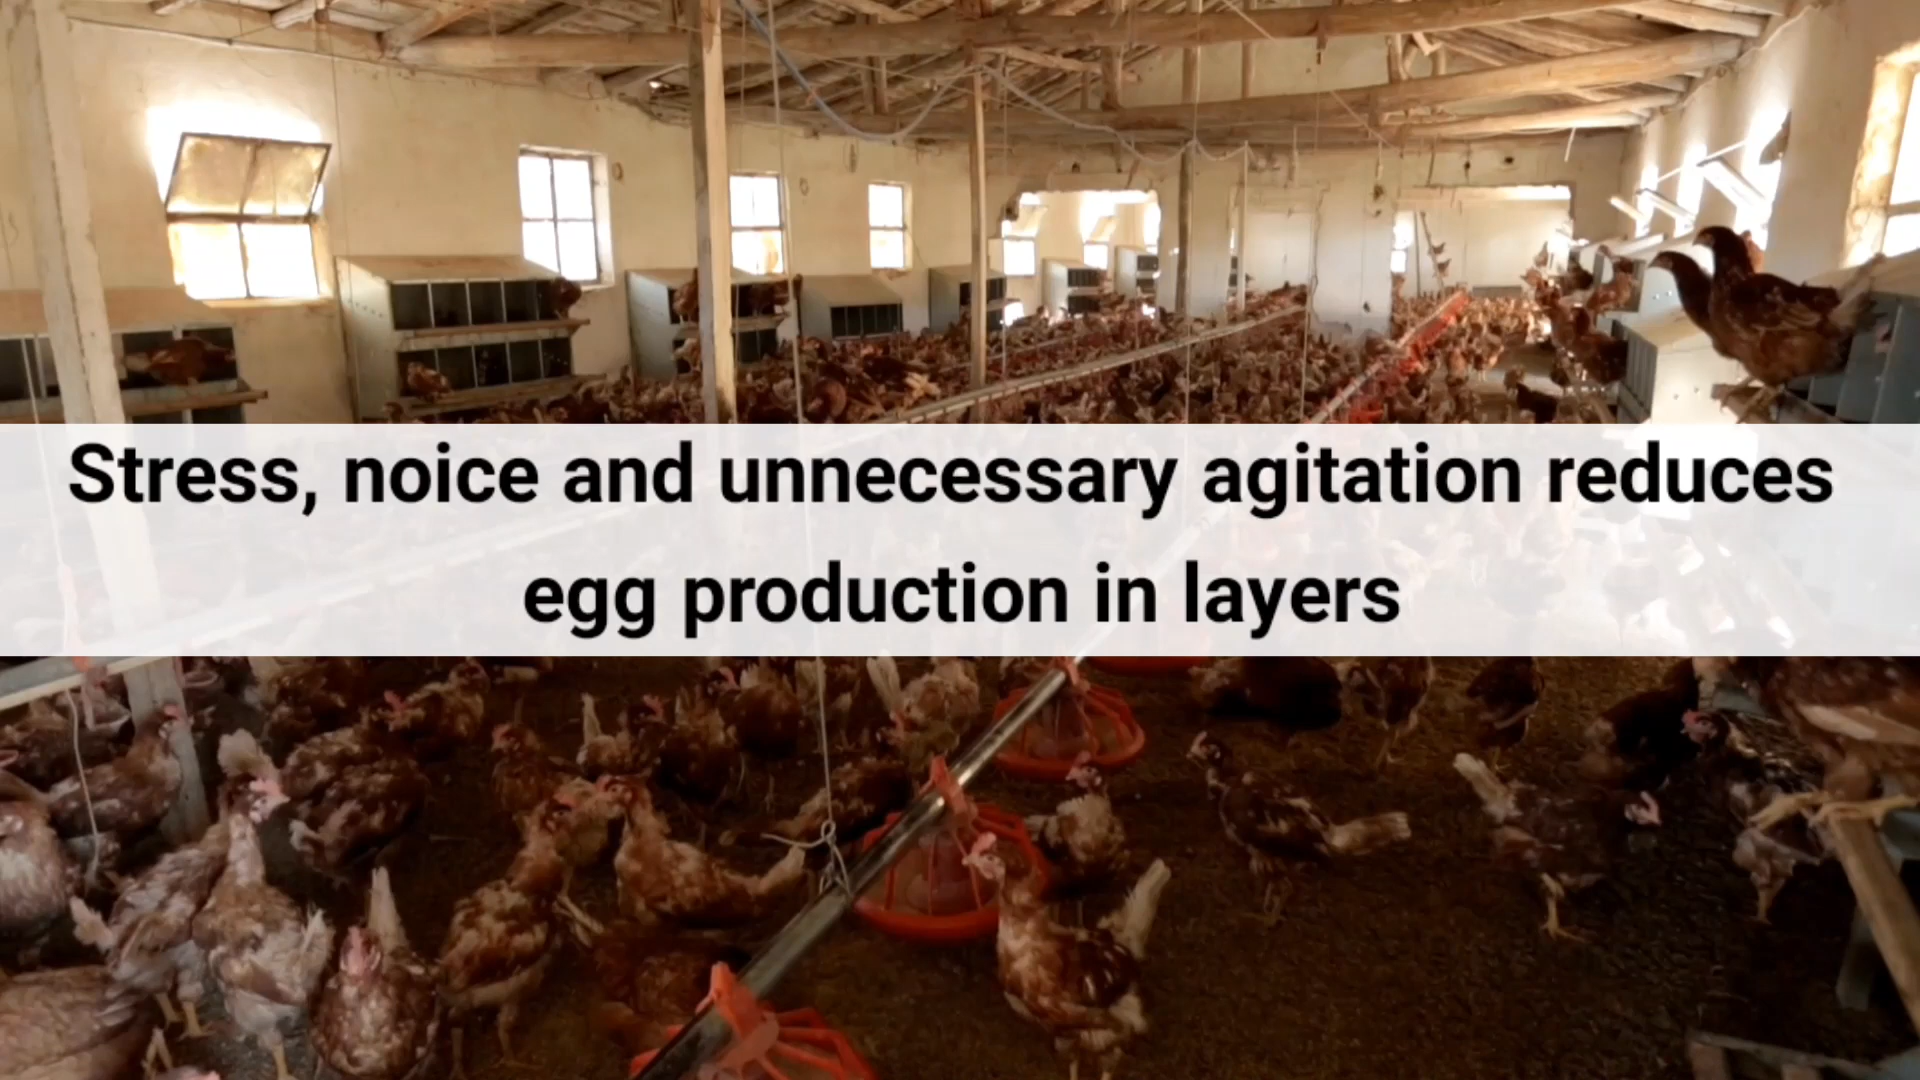 Stress, noice and unnecessary agitation reduces
egg production in layers